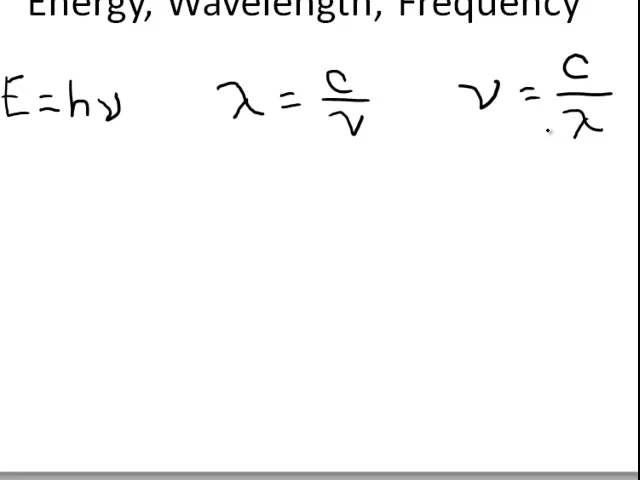 Energy, Wavelength, Frequency
E = hν λ = c/ν ν = c/λ